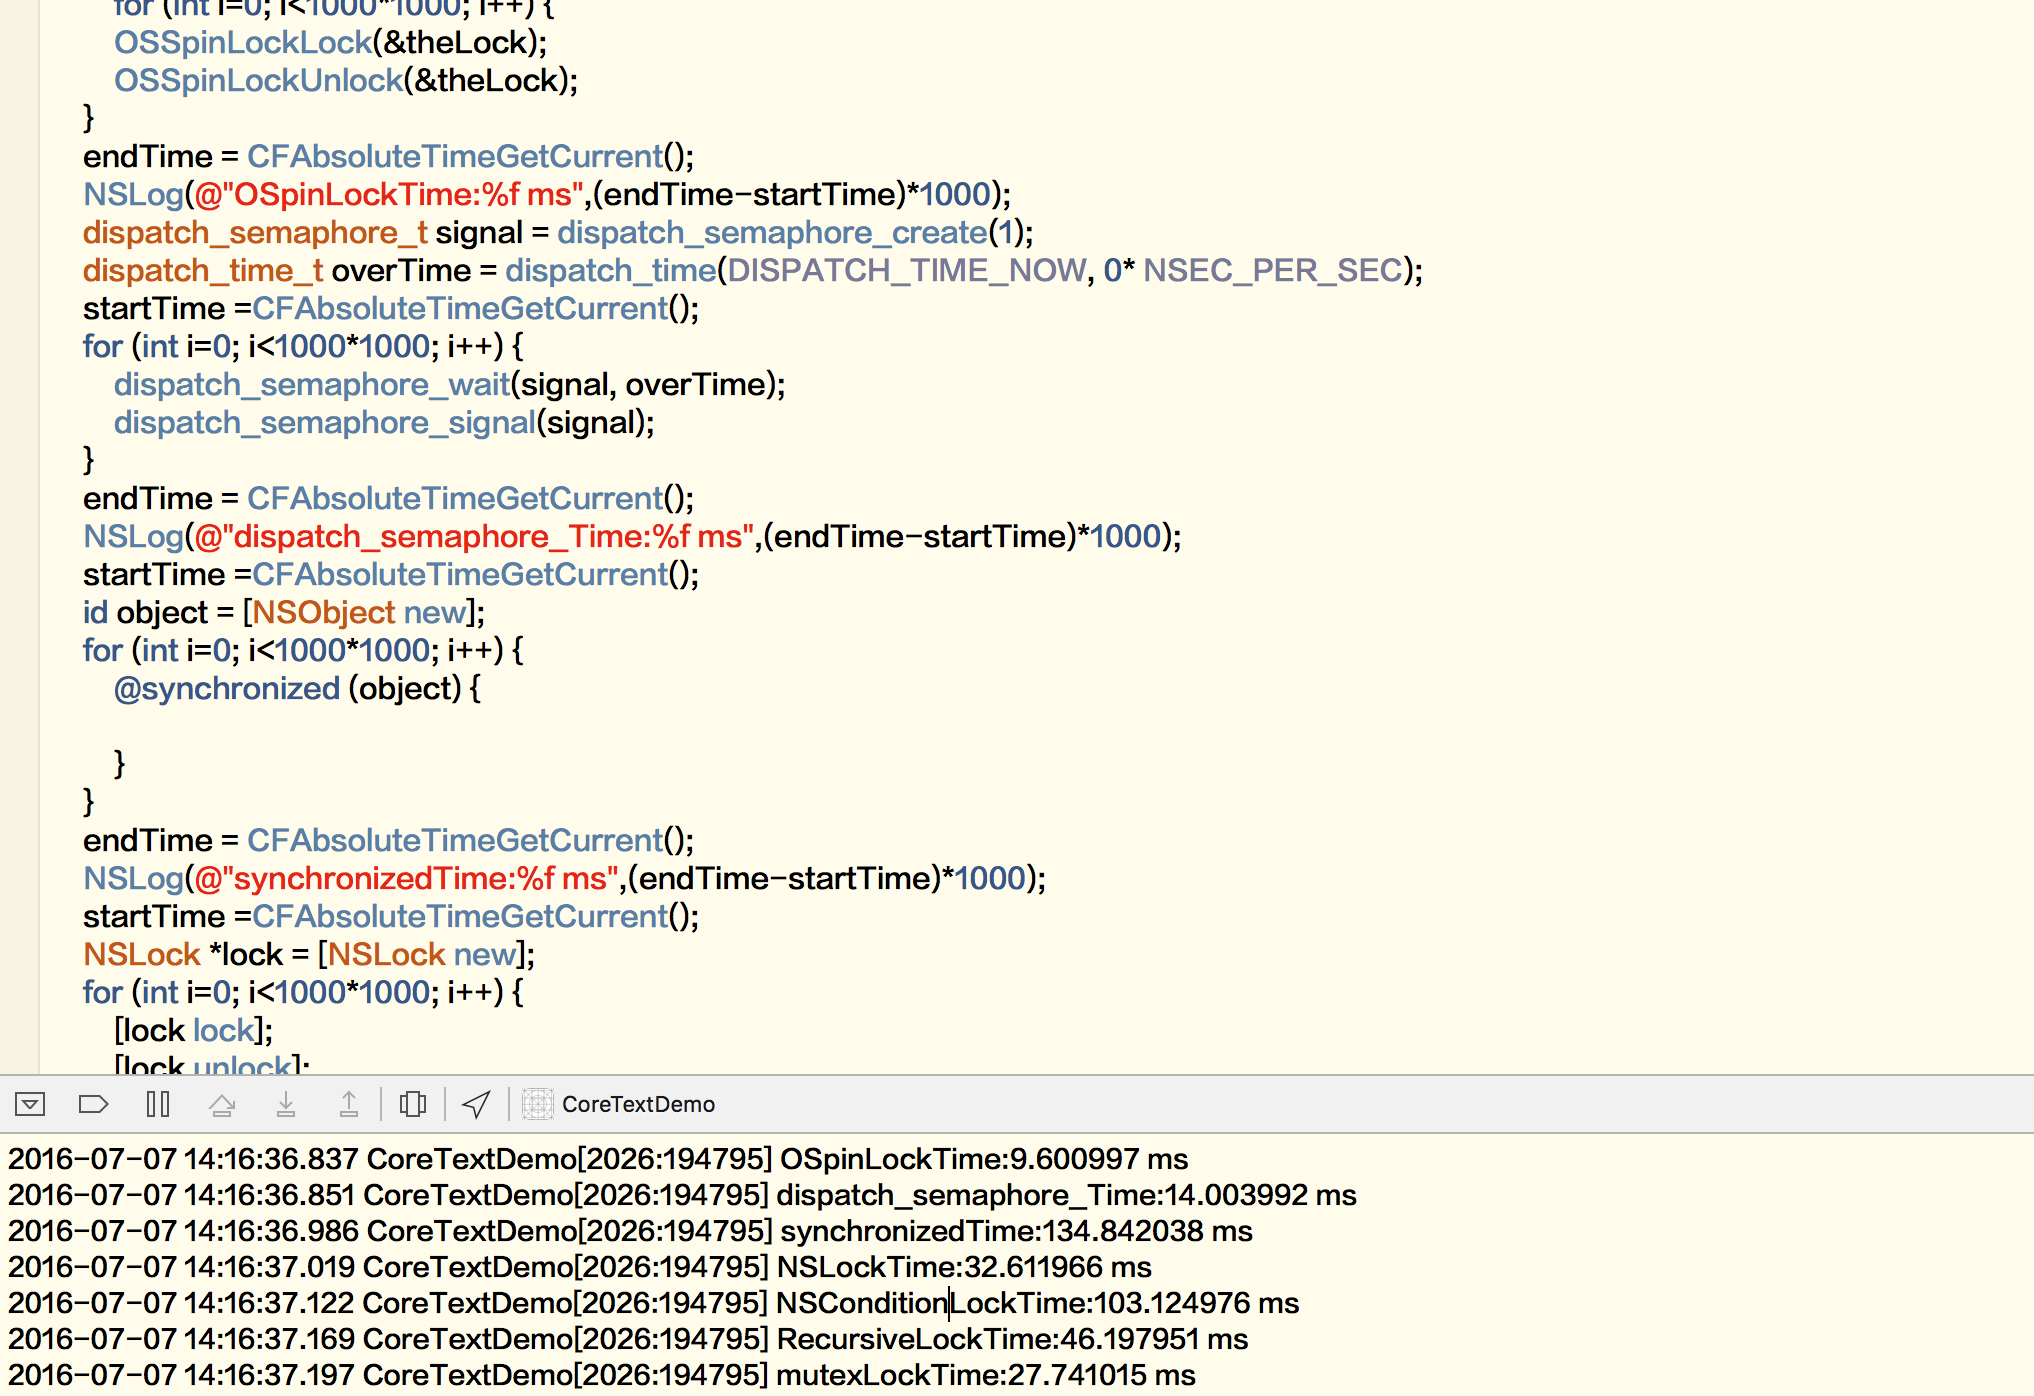 for (int i=0; i<1000*1000; i++) {
OSSpinLockLock(&theLock);
OSSpinLockUnlock(&theLock);
}
endTime = CFAbsoluteTimeGetCurrent();
NSLog(@"OSpinLockTime:%f ms",(endTime-startTime)*1000);
dispatch_semaphore_t signal = dispatch_semaphore_create(1);
dispatch_time_t overTime = dispatch_time(DISPATCH_TIME_NOW, 0* NSEC_PER_SEC);
startTime =CFAbsoluteTimeGetCurrent();
for (int i=0; i<1000*1000; i++) {
dispatch_semaphore_wait(signal, overTime);
dispatch_semaphore_signal(signal);
}
endTime = CFAbsoluteTimeGetCurrent();
NSLog(@"dispatch_semaphore_Time:%f ms",(endTime-startTime)*1000);
startTime =CFAbsoluteTimeGetCurrent();
id object = [NSObject new];
for (int i=0; i<1000*1000; i++) {
@synchronized (object) {
}
}
endTime = CFAbsoluteTimeGetCurrent();
NSLog(@"synchronizedTime:%f ms",(endTime-startTime)*1000);
startTime =CFAbsoluteTimeGetCurrent();
NSLock *lock = [NSLock new];
for (int i=0; i<1000*1000; i++) {
[lock lock];
[lock unlock];
CoreTextDemo
2016-07-07 14:16:36.837 CoreTextDemo[2026:194795] OSpinLockTime:9.600997 ms
2016-07-07 14:16:36.851 CoreTextDemo[2026:194795] dispatch_semaphore_Time:14.003992 ms
2016-07-07 14:16:36.986 CoreTextDemo[2026:194795] synchronizedTime:134.842038 ms
2016-07-07 14:16:37.019 CoreTextDemo[2026:194795] NSLockTime:32.611966 ms
2016-07-07 14:16:37.122 CoreTextDemo[2026:194795] NSConditionLockTime:103.124976 ms
2016-07-07 14:16:37.169 CoreTextDemo[2026:194795] RecursiveLockTime:46.197951 ms
2016-07-07 14:16:37.197 CoreTextDemo[2026:194795] mutexLockTime:27.741015 ms